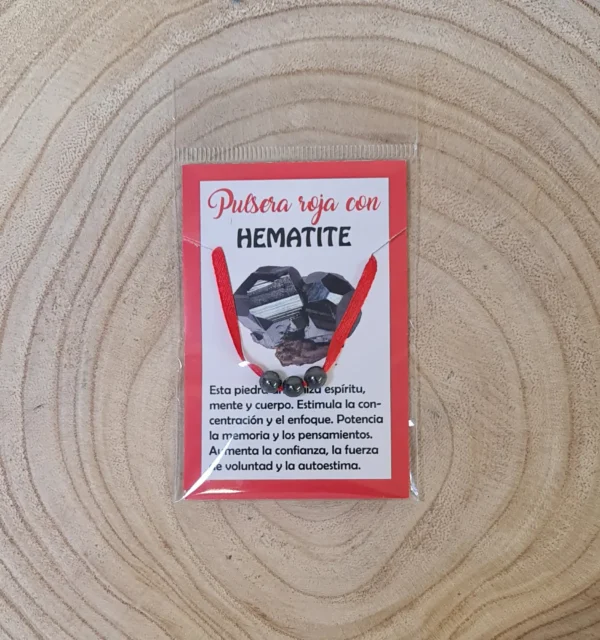 Pulsera roja con
HEMATITE
Esta piedra espíritu,
mente y cuerpo. Estimula la con-
centración y el enfoque. Potencia
la memoria y los pensamientos.
Aumenta la confianza, la fuerza
de voluntad y la autoestima.